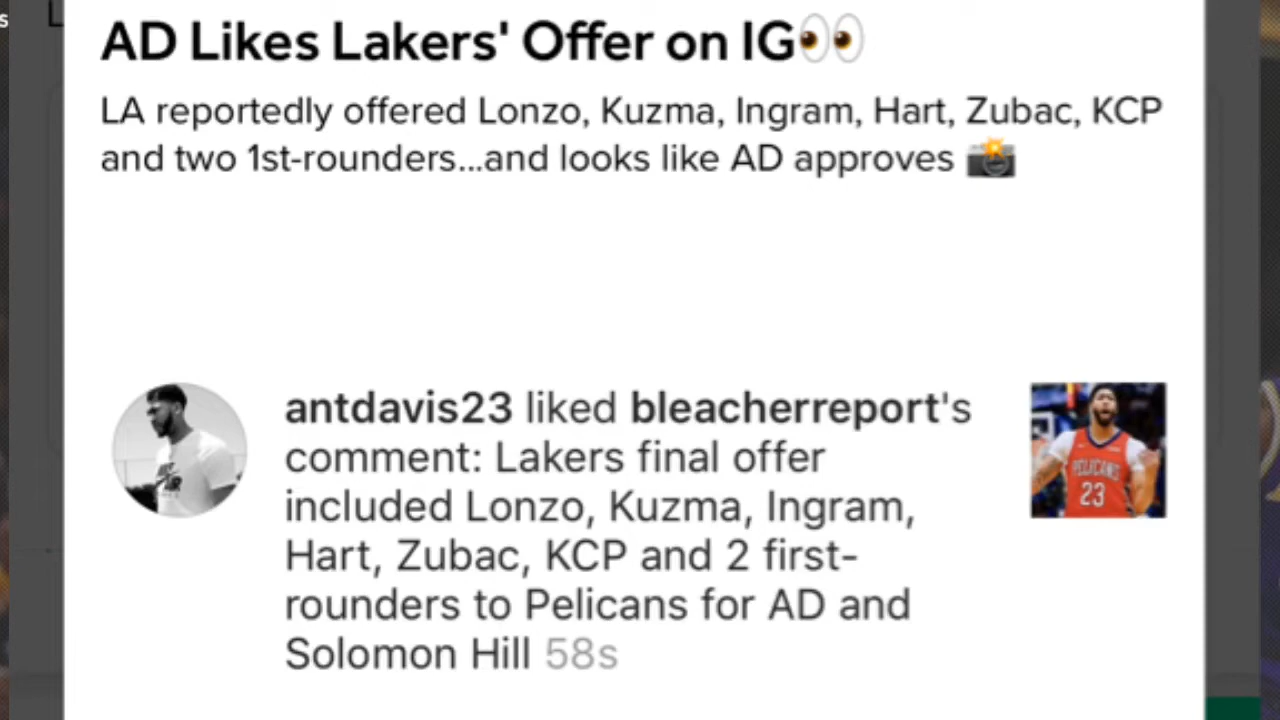 AD Likes Lakers' Offer on IG👀
LA reportedly offered Lonzo, Kuzma, Ingram, Hart, Zubac, KCP
and two 1st-rounders...and looks like AD approves 📸
antdavis23 liked bleacherreport's
comment: Lakers final offer
included Lonzo, Kuzma, Ingram,
Hart, Zubac, KCP and 2 first-
rounders to Pelicans for AD and
Solomon Hill 58s
PELICANS
23